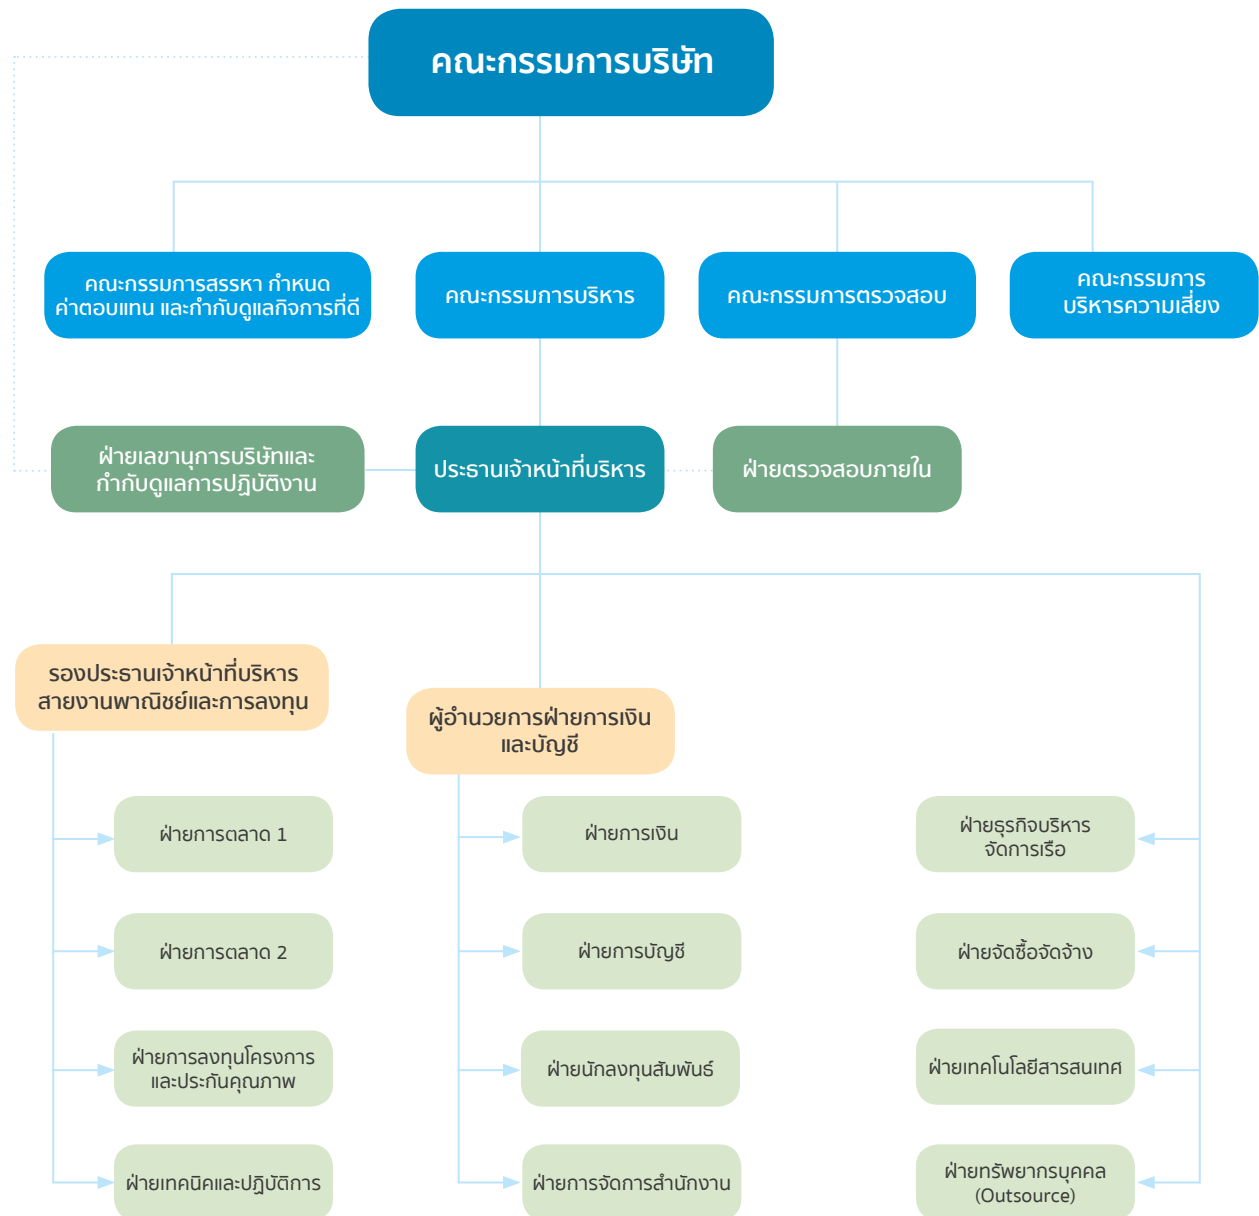 คณะกรรมการบริษัท
คณะกรรมการสรรหา กำหนด
ค่าตอบแทน และกำกับดูแลกิจการที่ดี
คณะกรรมการบริหาร
คณะกรรมการตรวจสอบ
คณะกรรมการ
บริหารความเสี่ยง
ฝ่ายเลขานุการบริษัทและ
กำกับดูแลการปฏิบัติงาน
ประธานเจ้าหน้าที่บริหาร
ฝ่ายตรวจสอบภายใน
รองประธานเจ้าหน้าที่บริหาร
สายงานพาณิชย์และการลงทุน
ผู้อำนวยการฝ่ายการเงิน
และบัญชี
ฝ่ายการตลาด 1
ฝ่ายการเงิน
ฝ่ายธุรกิจบริหาร
จัดการเรือ
ฝ่ายการตลาด 2
ฝ่ายการบัญชี
ฝ่ายจัดซื้อจัดจ้าง
ฝ่ายการลงทุนโครงการ
และประกันคุณภาพ
ฝ่ายนักลงทุนสัมพันธ์
ฝ่ายเทคโนโลยีสารสนเทศ
ฝ่ายเทคนิคและปฏิบัติการ
ฝ่ายการจัดการสำนักงาน
ฝ่ายทรัพยากรบุคคล
(Outsource)